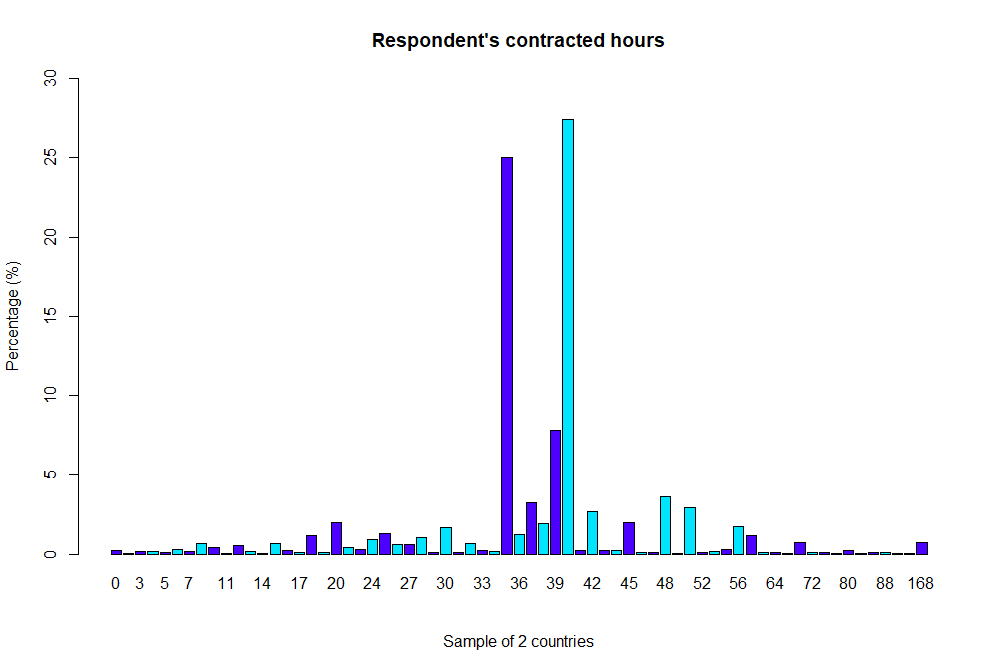 Respondent's contracted hours
Percentage (%)
30
25
20
15
10
5
0
0 3 5 7 11 14 17 20 24 27 30 33 36 39 42 45 48 52 56 64 72 80 88 168
Sample of 2 countries